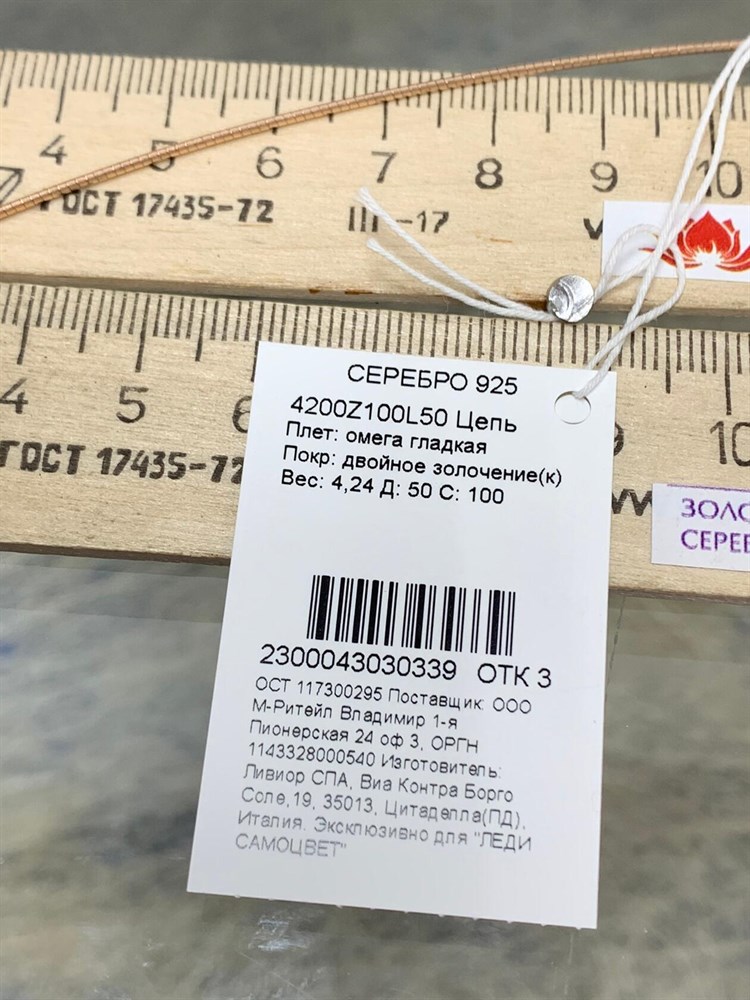 4 5 6 7 8 9 10
ГОСТ 17435-72 III -17
4 5 6 9 10
ГОСТ 17435-72
ЗОЛО
СЕРЕБ
СЕРЕБРО 925
4200Z100L50 Цепь
Плет: омега гладкая
Покр: двойное золочение(к)
Вес: 4,24 Д: 50 С: 100
2300043030339 ОТК 3
ОСТ 117300295 Поставщик: ООО
М-Ритейл Владимир 1-я
Пионерская 24 оф 3, ОРГН
1143328000540 Изготовитель:
Ливиор СПА, Виа Контра Борго
Соле,19, 35013, Цитаделла(ПД),
Италия. Эксклюзивно для "ЛЕДИ
САМОЦВЕТ"